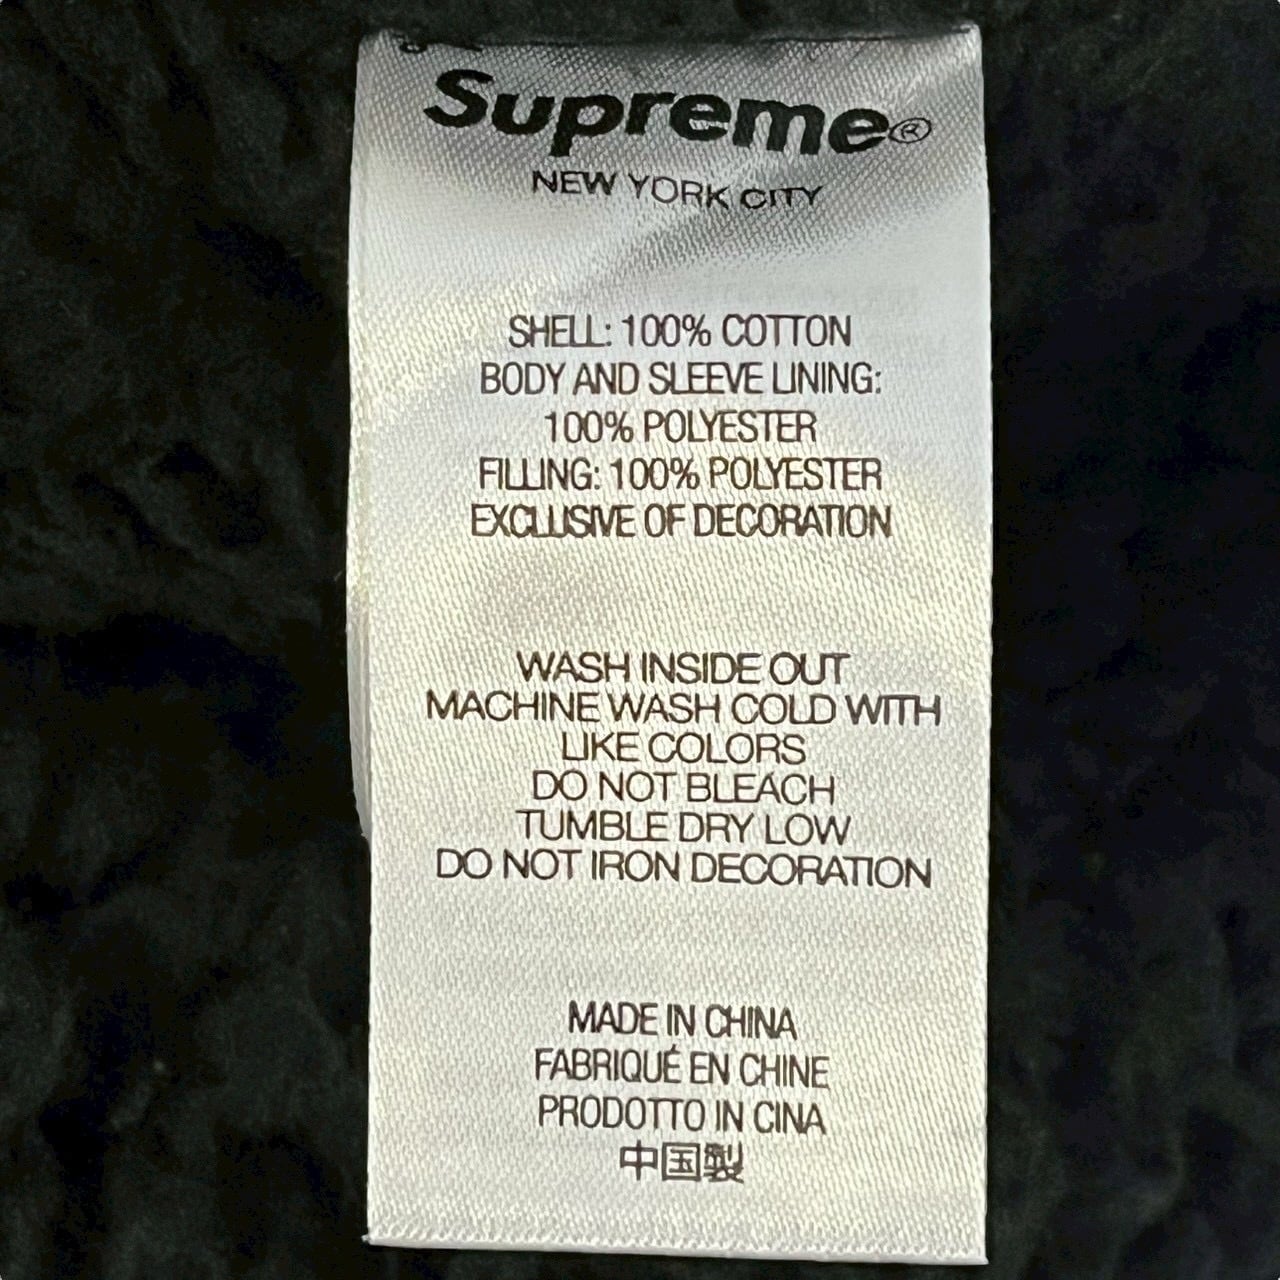 Supreme®
NEW YORK CITY
SHELL: 100% COTTON
BODY AND SLEEVE LINING:
100% POLYESTER
FILLING: 100% POLYESTER
EXCLUSIVE OF DECORATION
WASH INSIDE OUT
MACHINE WASH COLD WITH
LIKE COLORS
DO NOT BLEACH
TUMBLE DRY LOW
DO NOT IRON DECORATION
MADE IN CHINA
FABRIQUÉ EN CHINE
PRODOTTO IN CINA
中国製